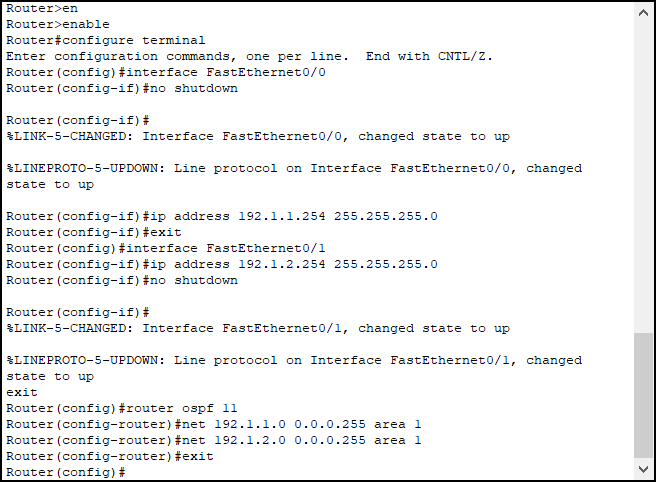 Router>en
Router>enable
Router#configure terminal
Enter configuration commands, one per line.  End with CNTL/Z.
Router(config)#interface FastEthernet0/0
Router(config-if)#no shutdown
Router(config-if)#
%LINK-5-CHANGED: Interface FastEthernet0/0, changed state to up
%LINEPROTO-5-UPDOWN: Line protocol on Interface FastEthernet0/0, changed
state to up
Router(config-if)#ip address 192.1.1.254 255.255.255.0
Router(config-if)#exit
Router(config)#interface FastEthernet0/1
Router(config-if)#ip address 192.1.2.254 255.255.255.0
Router(config-if)#no shutdown
Router(config-if)#
%LINK-5-CHANGED: Interface FastEthernet0/1, changed state to up
%LINEPROTO-5-UPDOWN: Line protocol on Interface FastEthernet0/1, changed
state to up
exit
Router(config)#router ospf 11
Router(config-router)#net 192.1.1.0 0.0.0.255 area 1
Router(config-router)#net 192.1.2.0 0.0.0.255 area 1
Router(config-router)#exit
Router(config)#